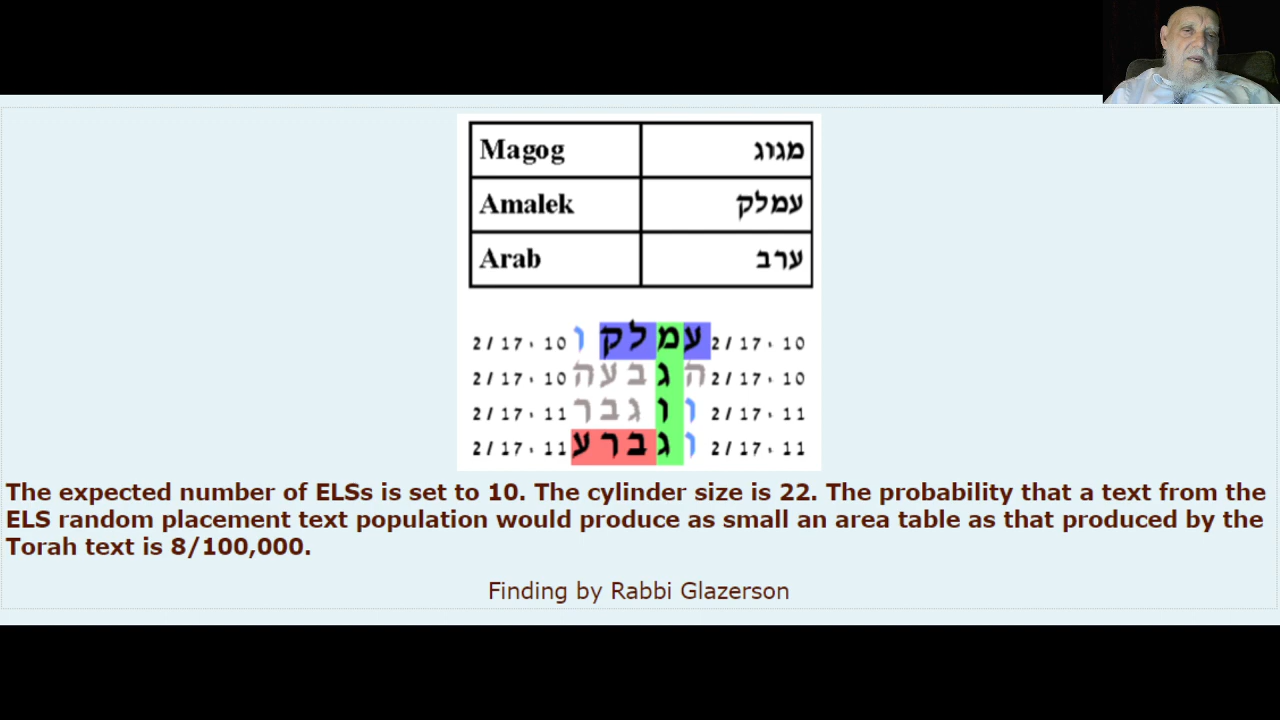 Magog מגוג
Amalek עמלק
Arab ערב
2/ 17, 10 עמלק ו 2/ 17, 10
2/ 17, 10 הגבעה 2/ 17, 10
2/ 17, 11 ווגבר 2/ 17, 11
2/ 17, 11 וגברע 2/ 17, 11
The expected number of ELSs is set to 10. The cylinder size is 22. The probability that a text from the
ELS random placement text population would produce as small an area table as that produced by the
Torah text is 8/100,000.
Finding by Rabbi Glazerson